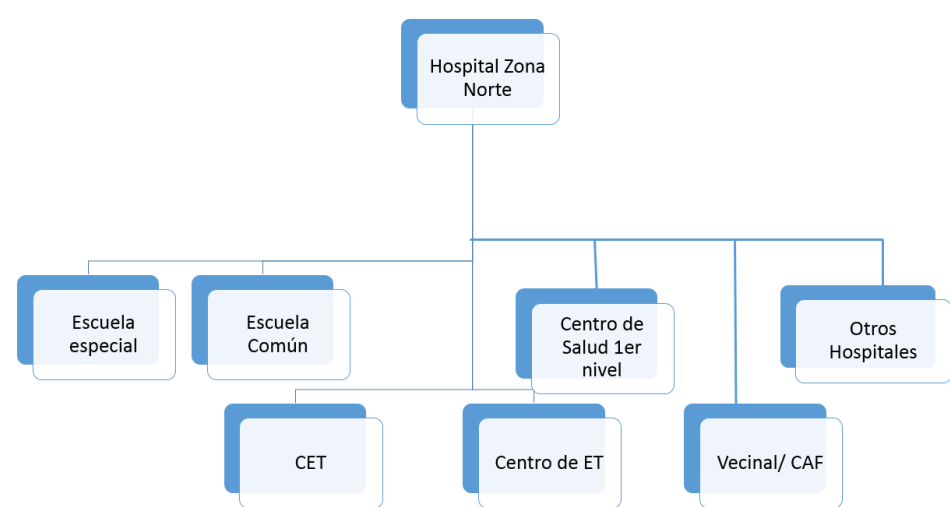 Hospital Zona
Norte
Escuela
especial
Escuela
Común
Centro de
Salud 1er
nivel
Otros
Hospitales
CET
Centro de ET
Vecinal/ CAF